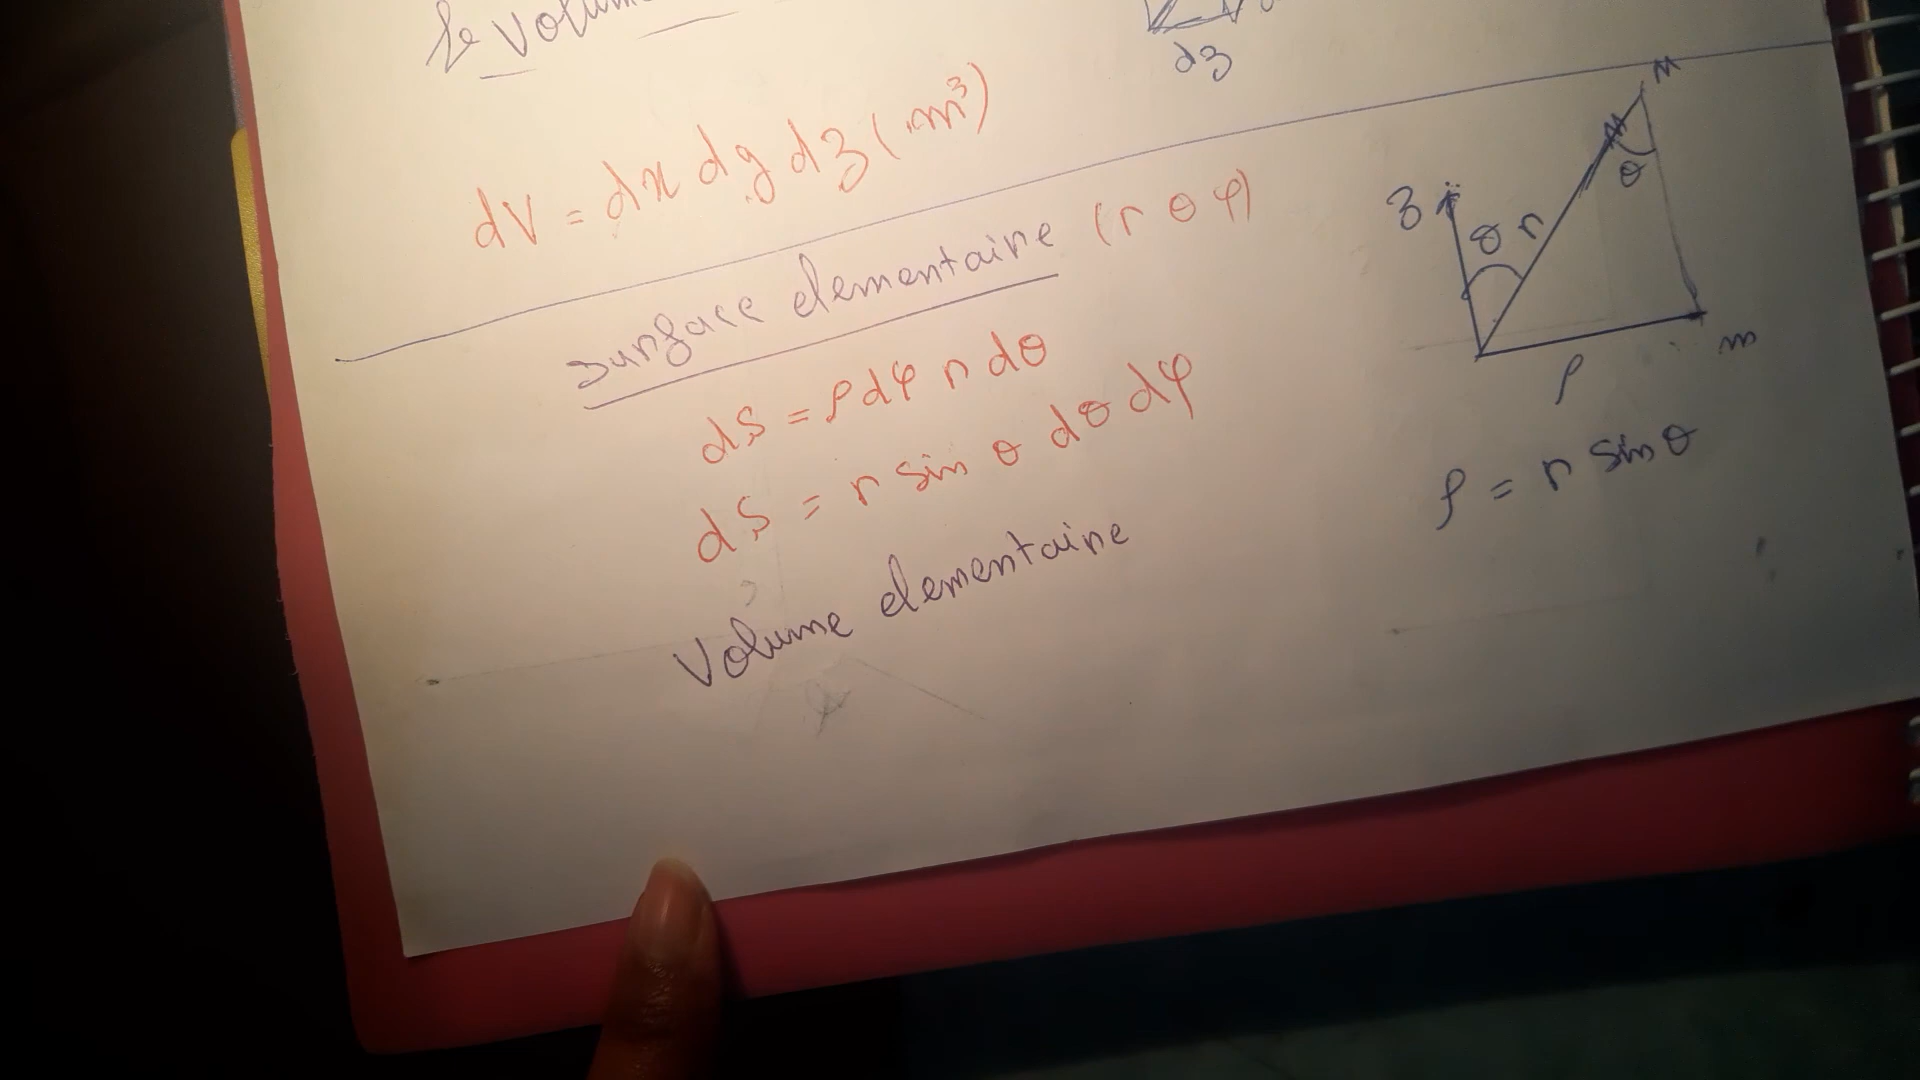 le volume
dz
dV = dx dy dz (m³)
Surface elementaire (r θ φ)
z θ r M θ
ρ m
dS = ρ dφ r dθ
dS = r sin θ dθ dφ
ρ = r sin θ
Volume elementaire